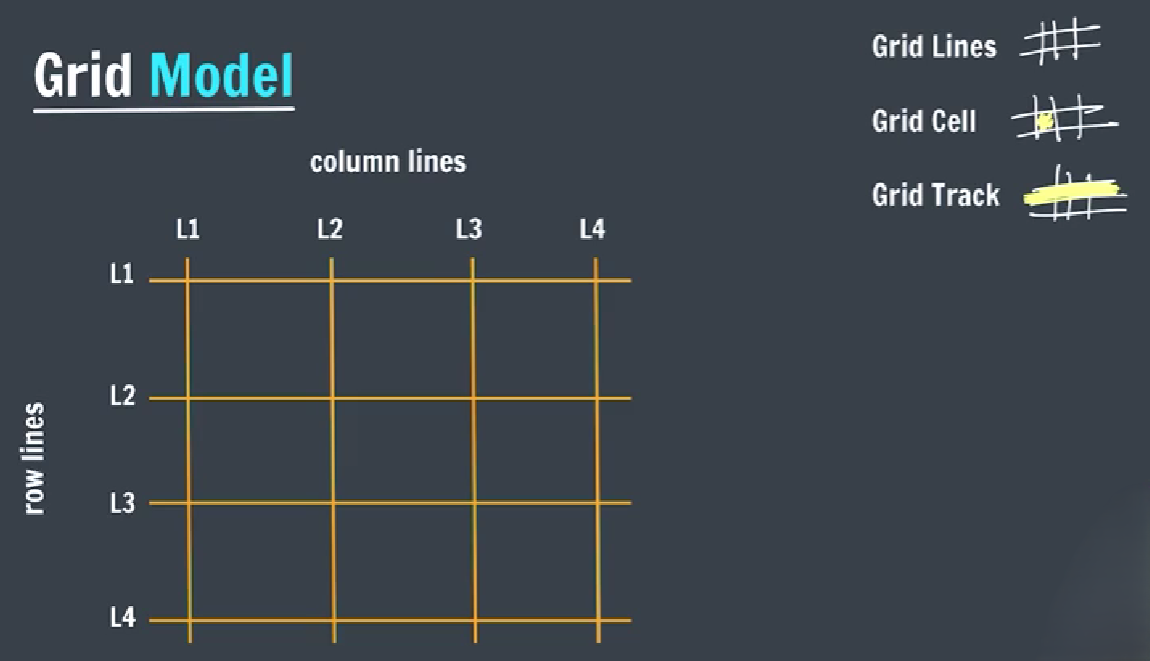 Grid Model
Grid Lines
Grid Cell
Grid Track
column lines
L1 L2 L3 L4
row lines
L1
L2
L3
L4